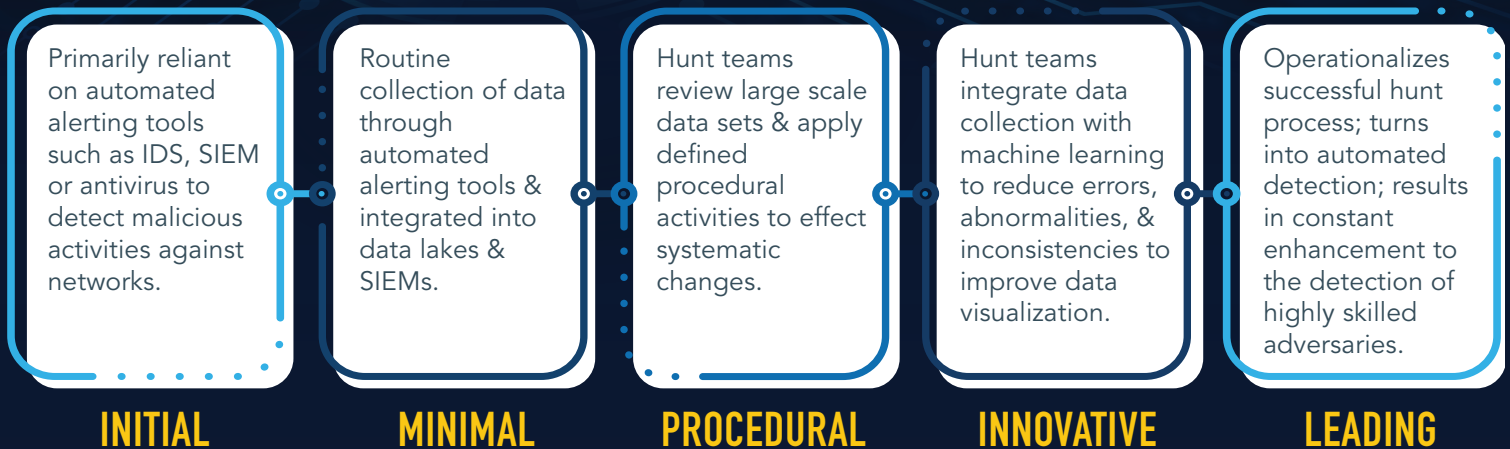 Primarily reliant
on automated
alerting tools
such as IDS, SIEM
or antivirus to
detect malicious
activities against
networks.
INITIAL
Routine
collection of data
through
automated
alerting tools &
integrated into
data lakes &
SIEMs.
MINIMAL
Hunt teams
review large scale
data sets & apply
defined
procedural
activities to effect
systematic
changes.
PROCEDURAL
Hunt teams
integrate data
collection with
machine learning
to reduce errors,
abnormalities, &
inconsistencies to
improve data
visualization.
INNOVATIVE
Operationalizes
successful hunt
process; turns
into automated
detection; results
in constant
enhancement to
the detection of
highly skilled
adversaries.
LEADING